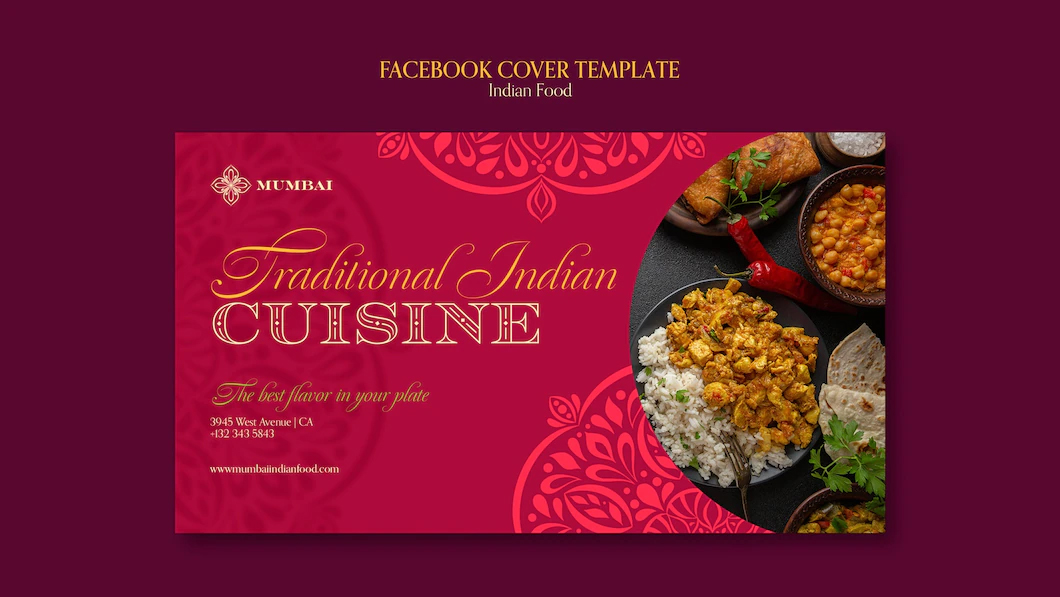 FACEBOOK COVER TEMPLATE
Indian Food
MUMBAI
Traditional Indian
CUISINE
The best flavor in your plate
3945 West Avenue | CA
+132 343 5843
www.mumbaiindianfood.com